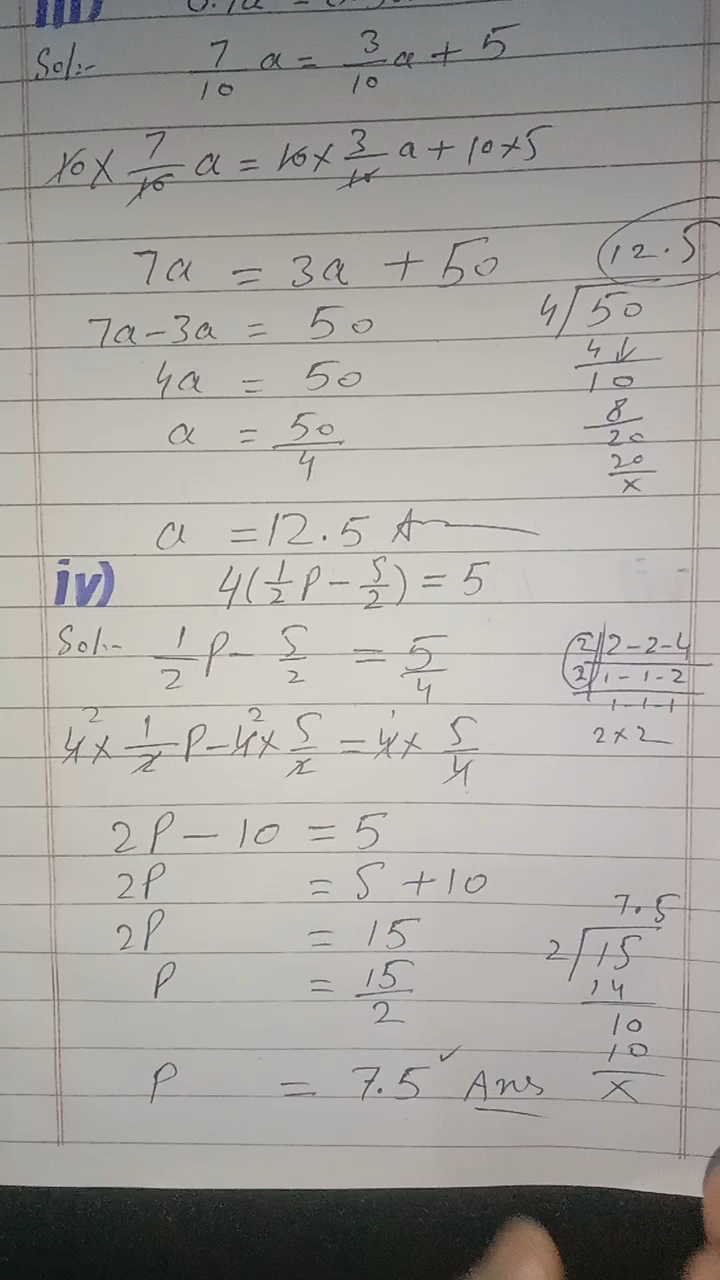 iii)
Sol:- 7/10 a = 3/10 a + 5
10 × 7/10 a = 10 × 3/10 a + 10 × 5
7a = 3a + 50
7a - 3a = 50
4a = 50
a = 50/4
12.5
4 50
4
10
8
20
20
×
a = 12.5 A
iv) 4(1/2 P - 5/2) = 5
Sol:- 1/2 P - 5/2 = 5/4
2 2-2-4
2 1-1-2
1-1-1
2 × 2
2 2 1
4 × 1/2 P - 4 × 5/2 = 4 × 5/4
2P - 10 = 5
2P = 5 + 10
2P = 15
P = 15/2
7.5
2 15
14
10
10
×
P = 7.5 ✓ Ans